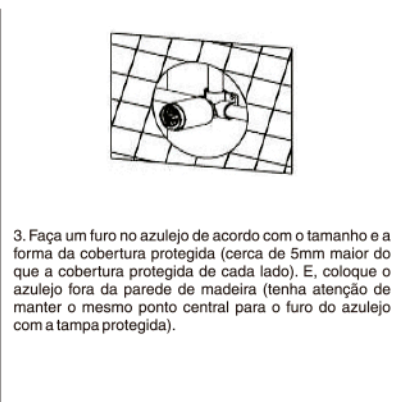 3. Faça um furo no azulejo de acordo com o tamanho e a
forma da cobertura protegida (cerca de 5mm maior do
que a cobertura protegida de cada lado). E, coloque o
azulejo fora da parede de madeira (tenha atenção de
manter o mesmo ponto central para o furo do azulejo
com a tampa protegida).